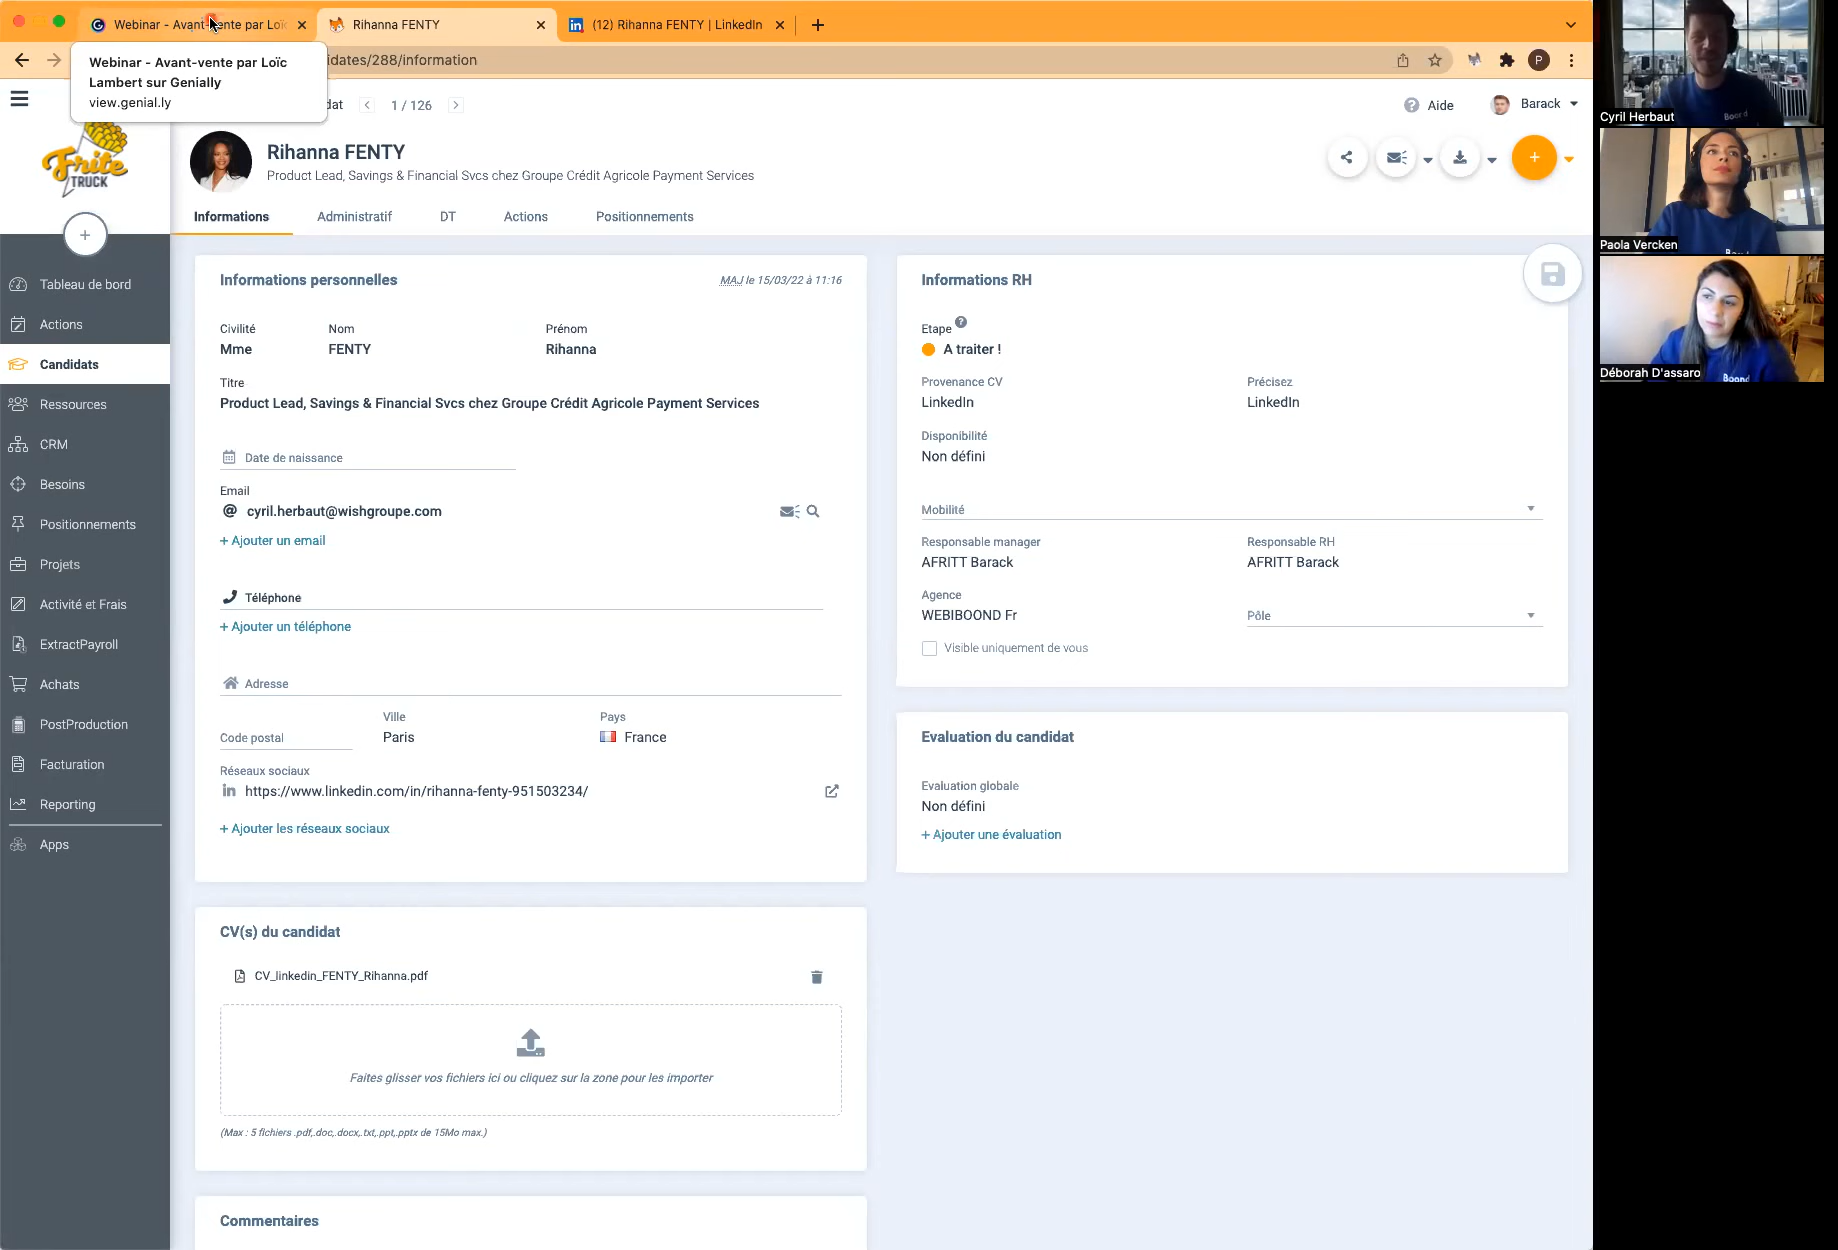 Webinar - Avant-vente par Loïc
Rihanna FENTY
(12) Rihanna FENTY | LinkedIn
Webinar - Avant-vente par Loïc
Lambert sur Genially
view.genial.ly
idates/288/information
P
dat
1 / 126
Aide
Barack
Frite
TRUCK
Rihanna FENTY
Product Lead, Savings & Financial Svcs chez Groupe Crédit Agricole Payment Services
Informations
Administratif
DT
Actions
Positionnements
Tableau de bord
Actions
Candidats
Ressources
CRM
Besoins
Positionnements
Projets
Activité et Frais
ExtractPayroll
Achats
PostProduction
Facturation
Reporting
Apps
Informations personnelles
MAJ le 15/03/22 à 11:16
Civilité
Nom
Prénom
Mme
FENTY
Rihanna
Titre
Product Lead, Savings & Financial Svcs chez Groupe Crédit Agricole Payment Services
Date de naissance
Email
@ cyril.herbaut@wishgroupe.com
+ Ajouter un email
Téléphone
+ Ajouter un téléphone
Adresse
Code postal
Ville
Paris
Pays
France
Réseaux sociaux
in https://www.linkedin.com/in/rihanna-fenty-951503234/
+ Ajouter les réseaux sociaux
CV(s) du candidat
CV_linkedin_FENTY_Rihanna.pdf
Faites glisser vos fichiers ici ou cliquez sur la zone pour les importer
(Max : 5 fichiers .pdf,.doc,.docx,.txt,.ppt,.pptx de 15Mo max.)
Commentaires
Informations RH
Etape
A traiter !
Provenance CV
LinkedIn
Précisez
LinkedIn
Disponibilité
Non défini
Mobilité
Responsable manager
AFRITT Barack
Responsable RH
AFRITT Barack
Agence
WEBIBOOND Fr
Pôle
Visible uniquement de vous
Evaluation du candidat
Evaluation globale
Non défini
+ Ajouter une évaluation
Cyril Herbaut
Paola Vercken
Déborah D'assaro